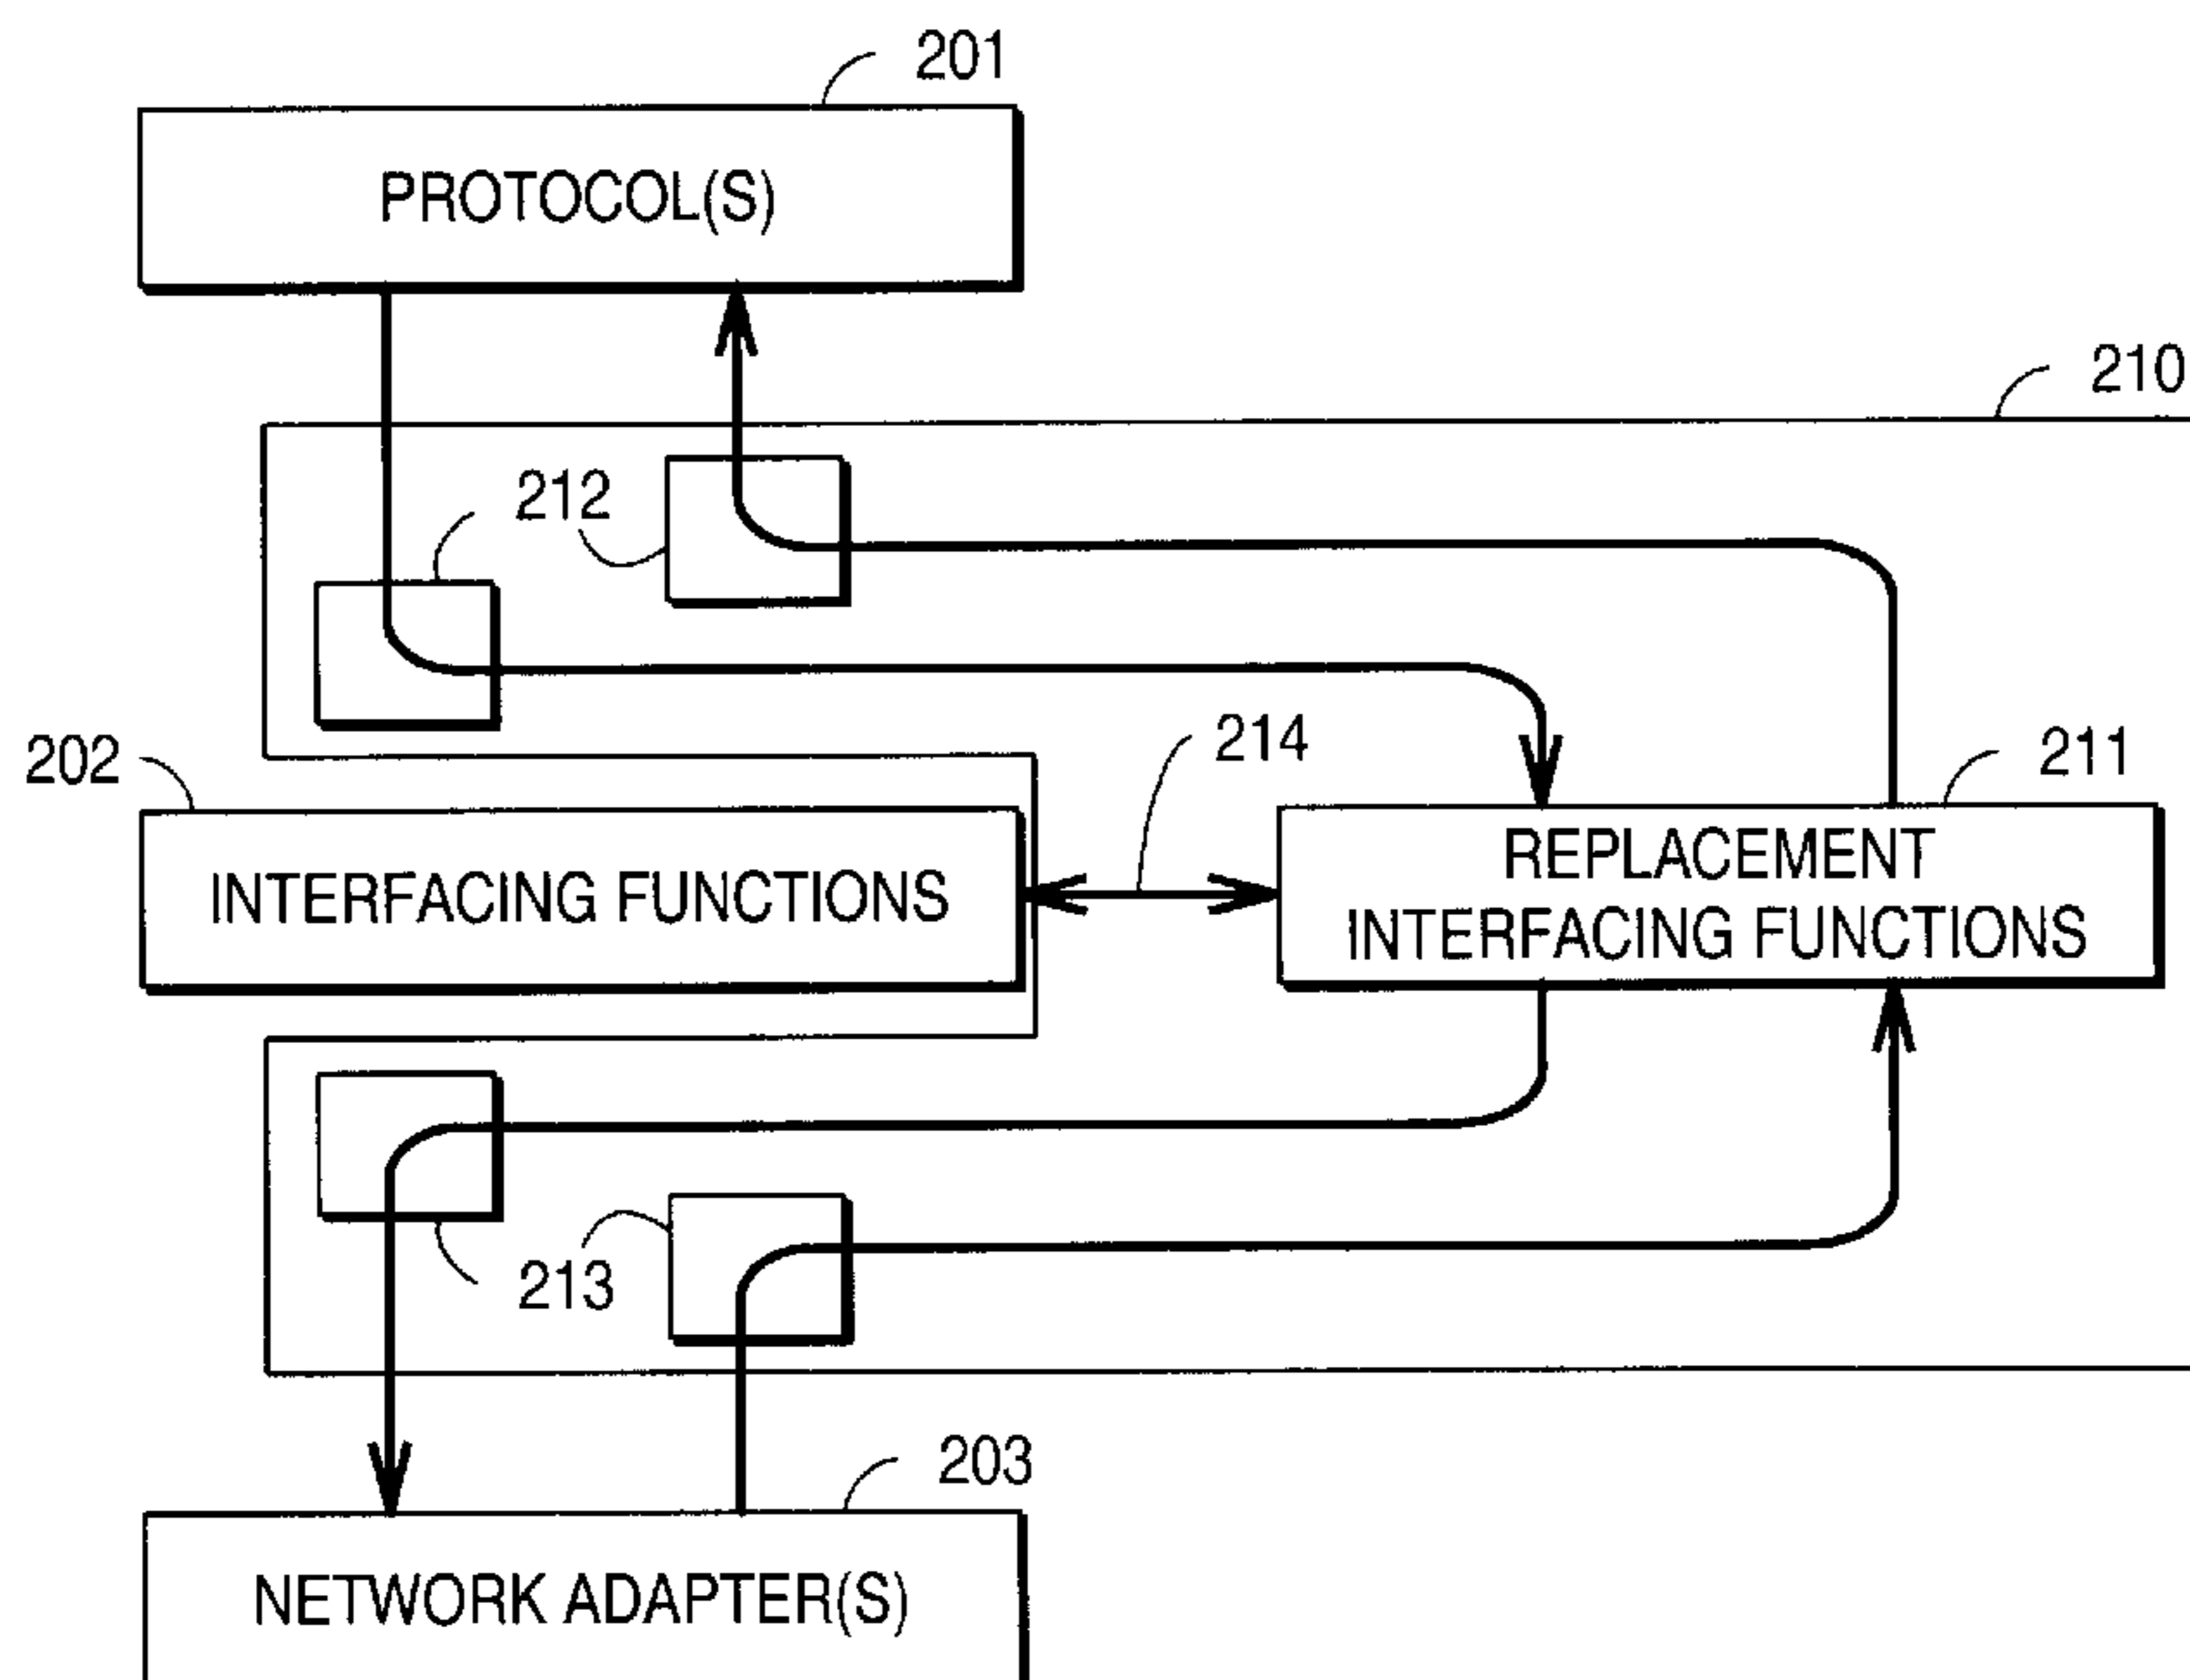 201
PROTOCOL(S)
210
212
202
214
211
INTERFACING FUNCTIONS
REPLACEMENT
INTERFACING FUNCTIONS
213
203
NETWORK ADAPTER(S)